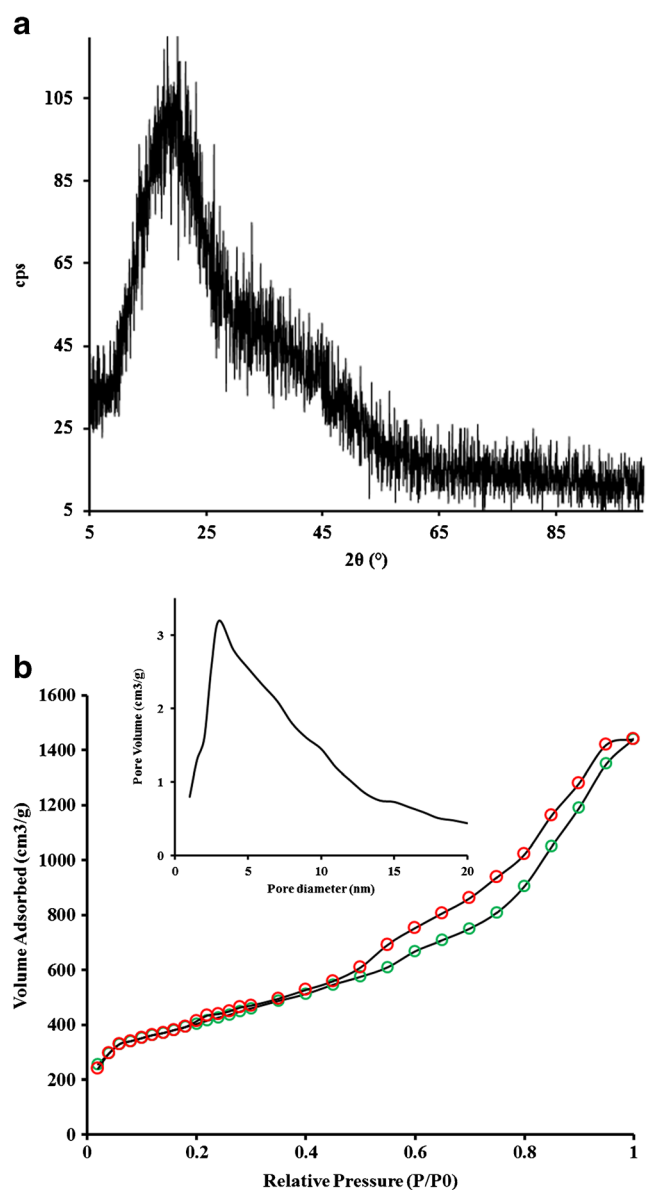 a
105
85
65
45
25
5
cps
5 25 45 65 85
2θ (°)
b
3
2
1
0
Pore Volume (cm3/g)
0 5 10 15 20
Pore diameter (nm)
1600
1400
1200
1000
800
600
400
200
0
Volume Adsorbed (cm3/g)
0 0.2 0.4 0.6 0.8 1
Relative Pressure (P/P0)